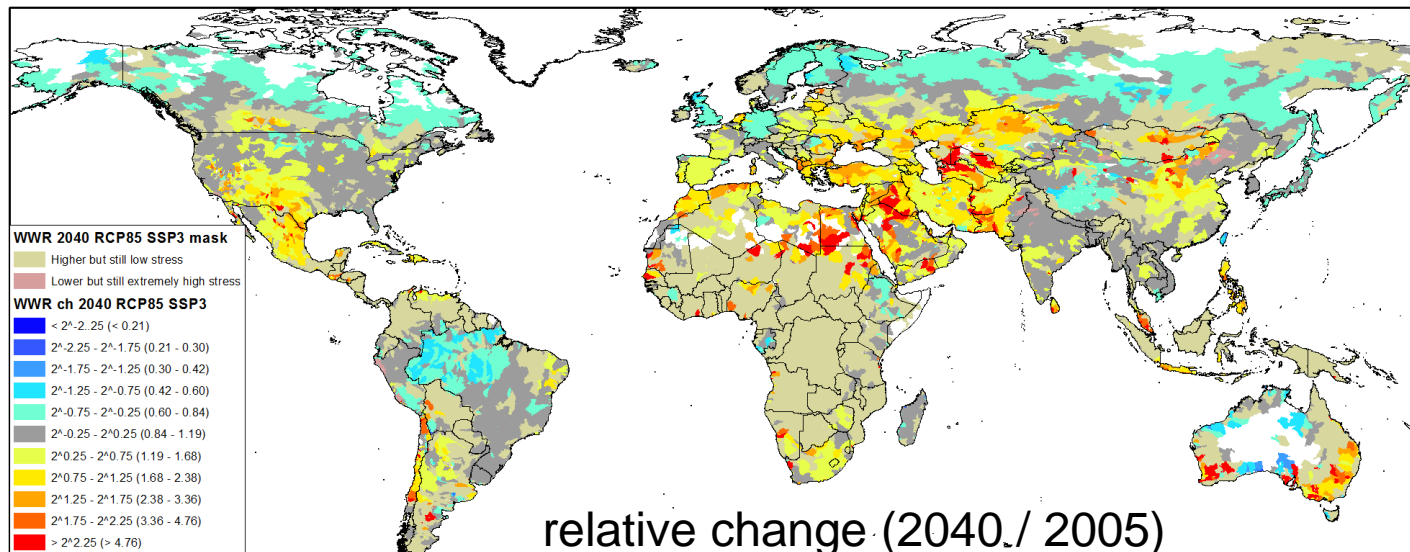 WWR 2040 RCP85 SSP3 mask
Higher but still low stress
Lower but still extremely high stress
WWR ch 2040 RCP85 SSP3
< 2^-2..25 (< 0.21)
2^-2.25 - 2^-1.75 (0.21 - 0.30)
2^-1.75 - 2^-1.25 (0.30 - 0.42)
2^-1.25 - 2^-0.75 (0.42 - 0.60)
2^-0.75 - 2^-0.25 (0.60 - 0.84)
2^-0.25 - 2^0.25 (0.84 - 1.19)
2^0.25 - 2^0.75 (1.19 - 1.68)
2^0.75 - 2^1.25 (1.68 - 2.38)
2^1.25 - 2^1.75 (2.38 - 3.36)
2^1.75 - 2^2.25 (3.36 - 4.76)
> 2^2.25 (> 4.76)
relative change (2040 / 2005)